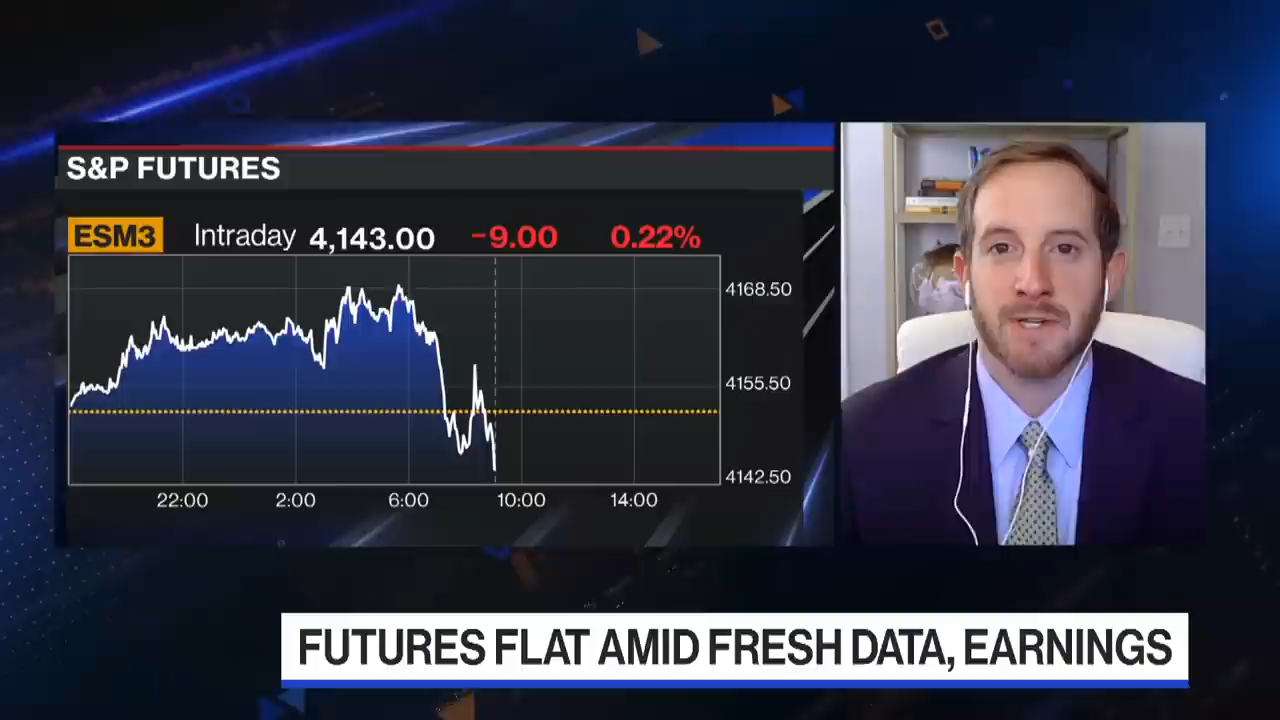 S&P FUTURES
ESM3 Intraday 4,143.00 -9.00 0.22%
4168.50
4155.50
4142.50
22:00 2:00 6:00 10:00 14:00
FUTURES FLAT AMID FRESH DATA, EARNINGS